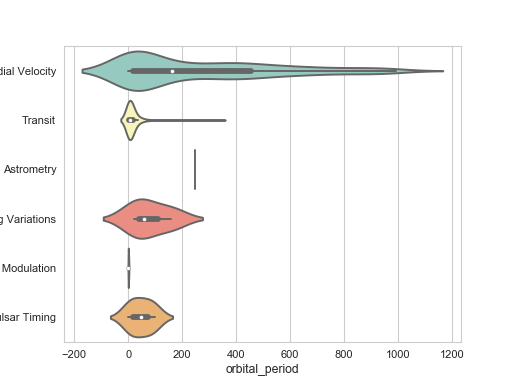 dial Velocity
Transit
Astrometry
g Variations
Modulation
ulsar Timing
−200 0 200 400 600 800 1000 1200
orbital_period